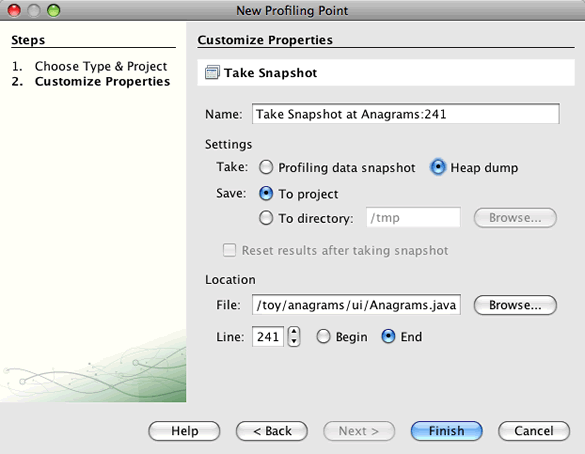 New Profiling Point
Steps
1. Choose Type & Project
2. Customize Properties
Customize Properties
Take Snapshot
Name: Take Snapshot at Anagrams:241
Settings
Take: Profiling data snapshot Heap dump
Save: To project
To directory: /tmp Browse...
Reset results after taking snapshot
Location
File: /toy/anagrams/ui/Anagrams.java Browse...
Line: 241 Begin End
Help < Back Next > Finish Cancel